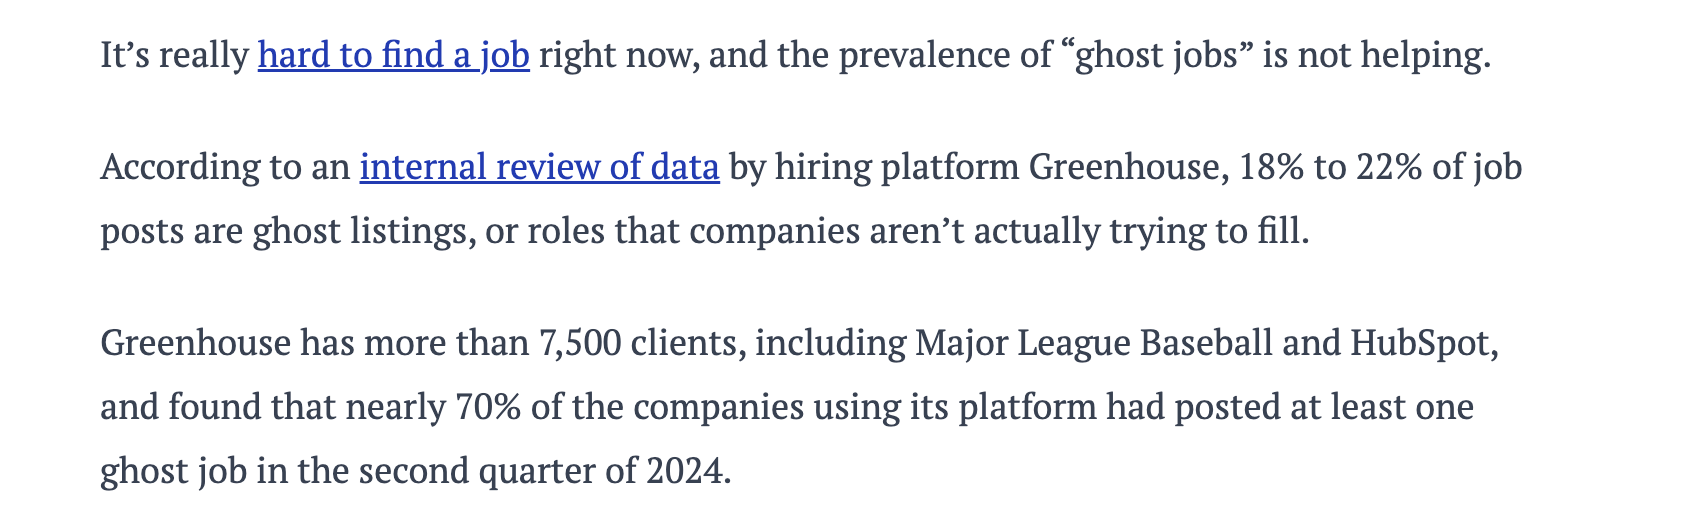 It’s really hard to find a job right now, and the prevalence of “ghost jobs” is not helping.
According to an internal review of data by hiring platform Greenhouse, 18% to 22% of job
posts are ghost listings, or roles that companies aren’t actually trying to fill.
Greenhouse has more than 7,500 clients, including Major League Baseball and HubSpot,
and found that nearly 70% of the companies using its platform had posted at least one
ghost job in the second quarter of 2024.